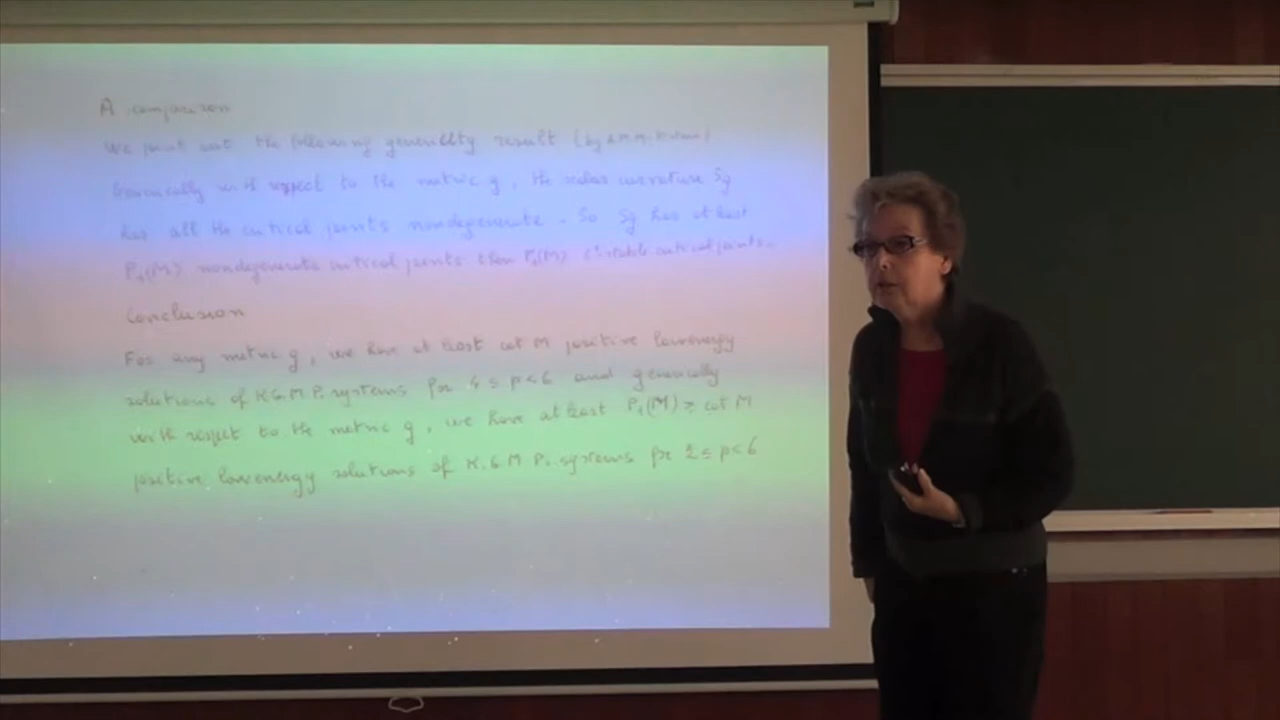 A comparison
We point out the following genericity result (by A.M.M.
Generically with respect to the metric g, the scalar curvature Sg
has all the critical points nondegenerate. So Sg has at least
P₁(M) nondegenerate critical points then P₁(M) C¹-stable critical points.
Conclusion
For any metric g, we have at least cat M positive low energy
solutions of K.G.M.P. systems for 4 ≤ p < 6 and generically
with respect to the metric g, we have at least P₁(M) ≥ cat M
positive low energy solutions of K.G.M.P. systems for 2 ≤ p < 6